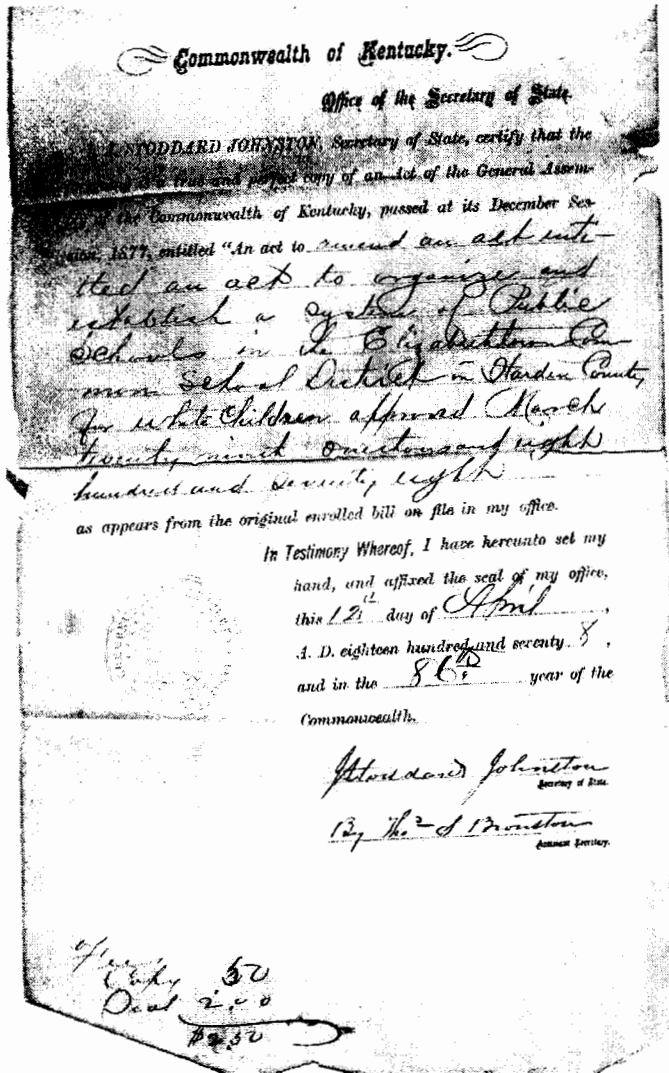 Commonwealth of Kentucky.
Office of the Secretary of State.
J. STODDARD JOHNSTON, Secretary of State, certify that the
true and perfect copy of an Act of the General Assem-
of the Commonwealth of Kentucky, passed at its December Ses-
sion, 1877, entitled "An act to amend an act enti-
tled an act to organize and
establish a system of Public
Schools in the Elizabethtown Com
mon School District in Hardin County
for white Children approved March
twenty ninth one thousand eight
hundred and seventy eight
as appears from the original enrolled bill on file in my office.
In Testimony Whereof, I have hereunto set my
hand, and affixed the seal of my office,
this 12th day of April,
A. D. eighteen hundred and seventy 8,
and in the 86th year of the
Commonwealth.
J Stoddard Johnston
Secretary of State.
By Thos S Bronston
Assistant Secretary.
Copy 50
Seal 2.00
$2.50